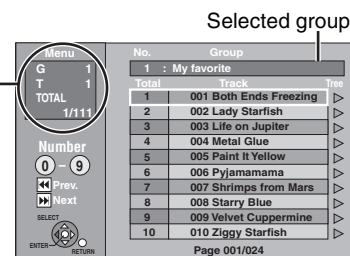 Selected group
Menu
G 1
T 1
TOTAL
1/111
Number
0 – 9
Prev.
Next
SELECT
ENTER
RETURN
No. Group
1 : My favorite
Total Track Tree
1 001 Both Ends Freezing
2 002 Lady Starfish
3 003 Life on Jupiter
4 004 Metal Glue
5 005 Paint It Yellow
6 006 Pyjamamama
7 007 Shrimps from Mars
8 008 Starry Blue
9 009 Velvet Cuppermine
10 010 Ziggy Starfish
Page 001/024